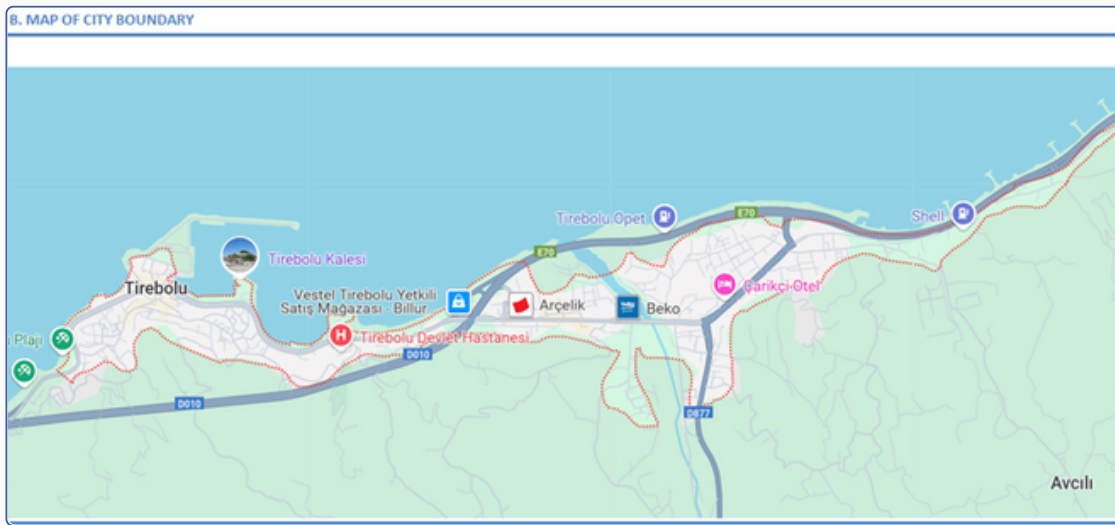 B. MAP OF CITY BOUNDARY
Tirebolu Opet
E70
Shell
E70
Tirebolu Kalesi
Tirebolu
Vestel Tirebolu Yetkili
Satış Mağazası - Billur
Arçelik
Beko
Çarikçi Otel
Plajı
H
Tirebolu Devlet Hastanesi
D010
D010
D877
Avcılı